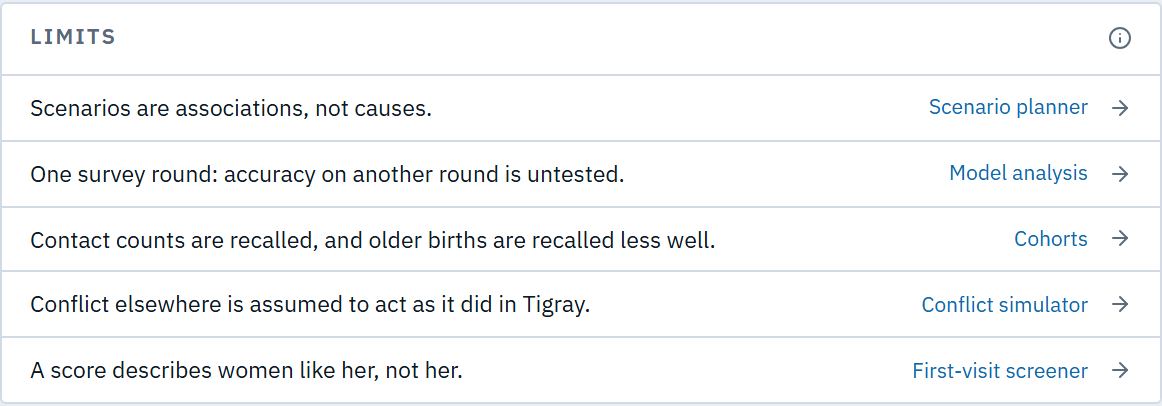 LIMITS
Scenarios are associations, not causes. Scenario planner →
One survey round: accuracy on another round is untested. Model analysis →
Contact counts are recalled, and older births are recalled less well. Cohorts →
Conflict elsewhere is assumed to act as it did in Tigray. Conflict simulator →
A score describes women like her, not her. First-visit screener →